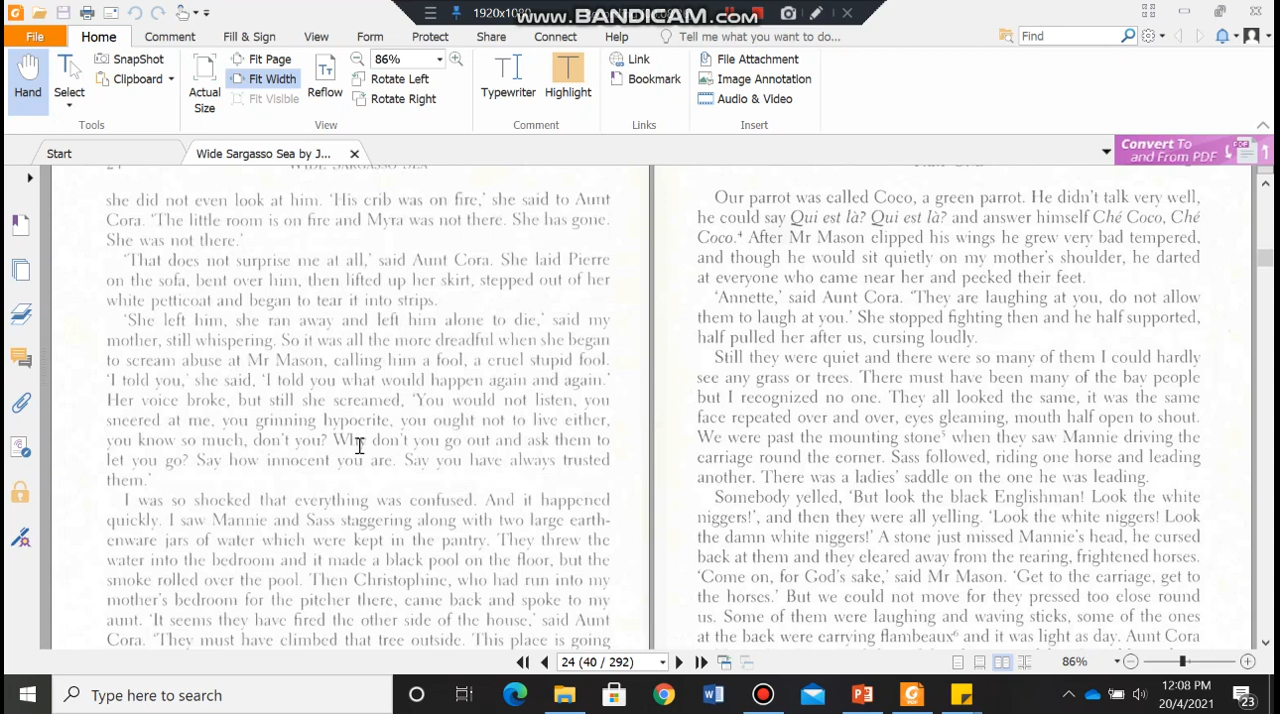 1920x1080
www.BANDICAM.com
File
Home
Comment
Fill & Sign
View
Form
Protect
Share
Connect
Help
Tell me what you want to do...
Find
Hand
Select
SnapShot
Clipboard
Tools
Actual
Size
Fit Page
Fit Width
Fit Visible
Reflow
86%
Rotate Left
Rotate Right
View
Typewriter
Highlight
Comment
Link
Bookmark
Links
File Attachment
Image Annotation
Audio & Video
Insert
Start
Wide Sargasso Sea by J...
Convert To
and From PDF
PDF
she did not even look at him. 'His crib was on fire,' she said to Aunt
Cora. 'The little room is on fire and Myra was not there. She has gone.
She was not there.'
'That does not surprise me at all,' said Aunt Cora. She laid Pierre
on the sofa, bent over him, then lifted up her skirt, stepped out of her
white petticoat and began to tear it into strips.
'She left him, she ran away and left him alone to die,' said my
mother, still whispering. So it was all the more dreadful when she began
to scream abuse at Mr Mason, calling him a fool, a cruel stupid fool.
'I told you,' she said, 'I told you what would happen again and again.'
Her voice broke, but still she screamed, 'You would not listen, you
sneered at me, you grinning hypocrite, you ought not to live either,
you know so much, don't you? Why don't you go out and ask them to
let you go? Say how innocent you are. Say you have always trusted
them.'
I was so shocked that everything was confused. And it happened
quickly. I saw Mannie and Sass staggering along with two large earth-
enware jars of water which were kept in the pantry. They threw the
water into the bedroom and it made a black pool on the floor, but the
smoke rolled over the pool. Then Christophine, who had run into my
mother's bedroom for the pitcher there, came back and spoke to my
aunt. 'It seems they have fired the other side of the house,' said Aunt
Cora. 'They must have climbed that tree outside. This place is going
Our parrot was called Coco, a green parrot. He didn't talk very well,
he could say Qui est là? Qui est là? and answer himself Ché Coco, Ché
Coco.⁴ After Mr Mason clipped his wings he grew very bad tempered,
and though he would sit quietly on my mother's shoulder, he darted
at everyone who came near her and pecked their feet.
'Annette,' said Aunt Cora. 'They are laughing at you, do not allow
them to laugh at you.' She stopped fighting then and he half supported,
half pulled her after us, cursing loudly.
Still they were quiet and there were so many of them I could hardly
see any grass or trees. There must have been many of the bay people
but I recognized no one. They all looked the same, it was the same
face repeated over and over, eyes gleaming, mouth half open to shout.
We were past the mounting stone⁵ when they saw Mannie driving the
carriage round the corner. Sass followed, riding one horse and leading
another. There was a ladies' saddle on the one he was leading.
Somebody yelled, 'But look the black Englishman! Look the white
niggers!', and then they were all yelling. 'Look the white niggers! Look
the damn white niggers!' A stone just missed Mannie's head, he cursed
back at them and they cleared away from the rearing, frightened horses.
'Come on, for God's sake,' said Mr Mason. 'Get to the carriage, get to
the horses.' But we could not move for they pressed too close round
us. Some of them were laughing and waving sticks, some of the ones
at the back were carrying flambeaux⁶ and it was light as day. Aunt Cora
24 (40 / 292)
86%
Type here to search
12:08 PM
20/4/2021
23